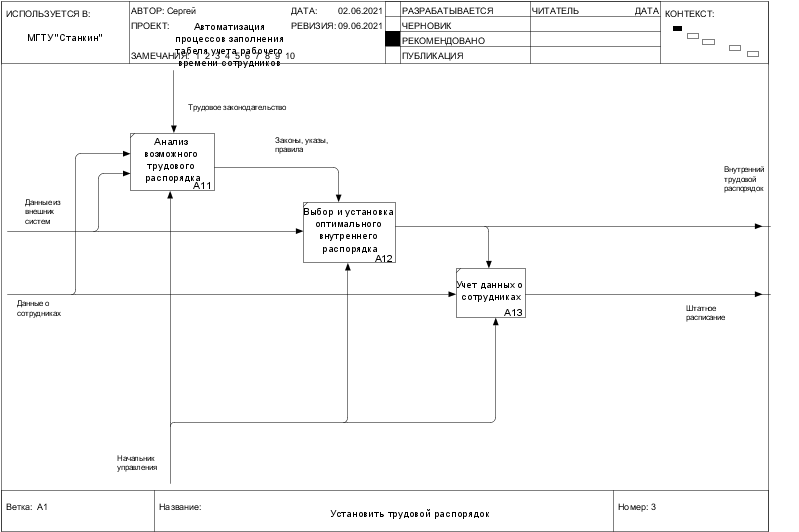 ИСПОЛЬЗУЕТСЯ В:
МГТУ"Станкин"
АВТОР: Сергей
ДАТА: 02.06.2021
ПРОЕКТ: Автоматизация
процессов заполнения
табеля учета рабочего
времени сотрудников
РЕВИЗИЯ: 09.06.2021
ЗАМЕЧАНИЯ: 1 2 3 4 5 6 7 8 9 10
РАЗРАБАТЫВАЕТСЯ
ЧЕРНОВИК
РЕКОМЕНДОВАНО
ПУБЛИКАЦИЯ
ЧИТАТЕЛЬ ДАТА
КОНТЕКСТ:
Трудовое законодательство
Анализ
возможного
трудового
распорядка
A11
Законы, указы,
правила
Внутренний
трудовой
распорядок
Данные из
внешник
систем
Выбор и установка
оптимального
внутреннего
распорядка
A12
Учет данных о
сотрудниках
A13
Данные о
сотрудниках
Штатное
расписание
Начальник
управления
Ветка: A1
Название:
Установить трудовой распорядок
Номер: 3